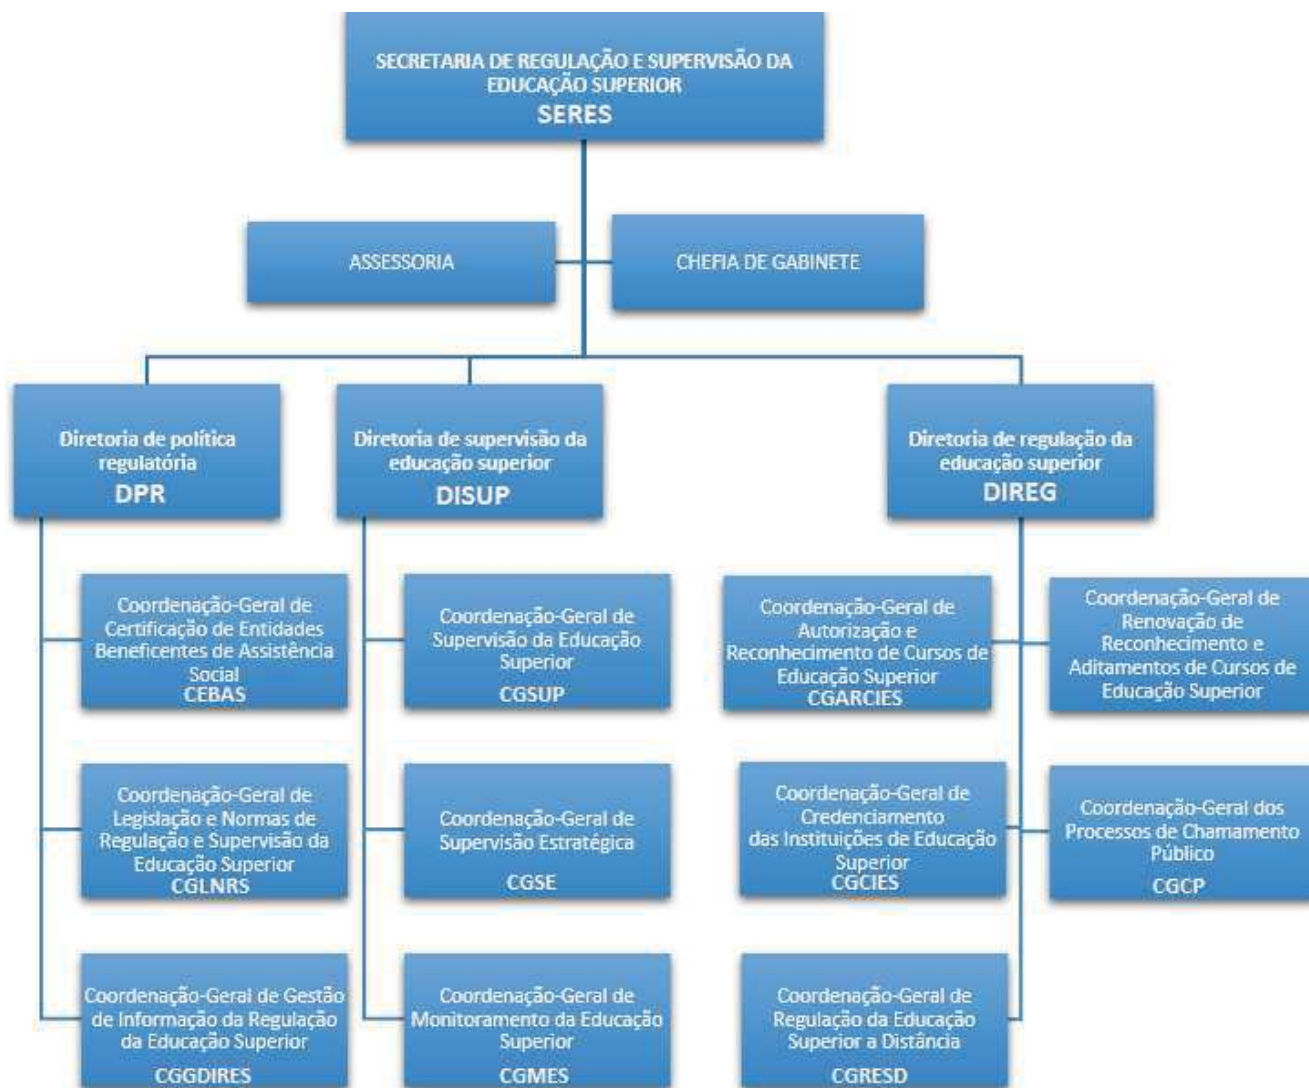 SECRETARIA DE REGULAÇÃO E SUPERVISÃO DA
EDUCAÇÃO SUPERIOR
SERES
ASSESSORIA
CHEFIA DE GABINETE
Diretoria de política
regulatória
DPR
Diretoria de supervisão da
educação superior
DISUP
Diretoria de regulação da
educação superior
DIREG
Coordenação-Geral de
Certificação de Entidades
Beneficentes de Assistência
Social
CEBAS
Coordenação-Geral de
Supervisão da Educação
Superior
CGSUP
Coordenação-Geral de
Autorização e
Reconhecimento de Cursos de
Educação Superior
CGARCIES
Coordenação-Geral de
Renovação de
Reconhecimento e
Aditamentos de Cursos de
Educação Superior
Coordenação-Geral de
Legislação e Normas de
Regulação e Supervisão da
Educação Superior
CGLNRS
Coordenação-Geral de
Supervisão Estratégica
CGSE
Coordenação-Geral de
Credenciamento
das Instituições de Educação
Superior
CGCIES
Coordenação-Geral dos
Processos de Chamamento
Público
CGCP
Coordenação-Geral de Gestão
de Informação da Regulação
da Educação Superior
CGGDIRES
Coordenação-Geral de
Monitoramento da Educação
Superior
CGMES
Coordenação-Geral de
Regulação da Educação
Superior a Distância
CGRESD